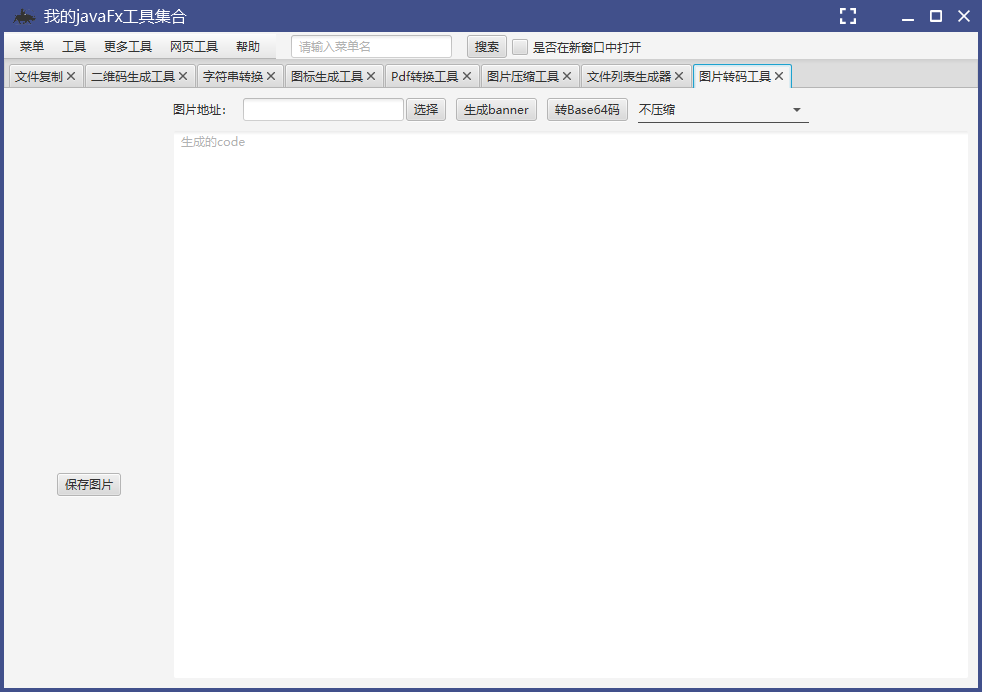 我的javaFx工具集合
菜单 工具 更多工具 网页工具 帮助 请输入菜单名 搜索 是否在新窗口中打开
文件复制 二维码生成工具 字符串转换 图标生成工具 Pdf转换工具 图片压缩工具 文件列表生成器 图片转码工具
图片地址: 选择 生成banner 转Base64码 不压缩
生成的code
保存图片